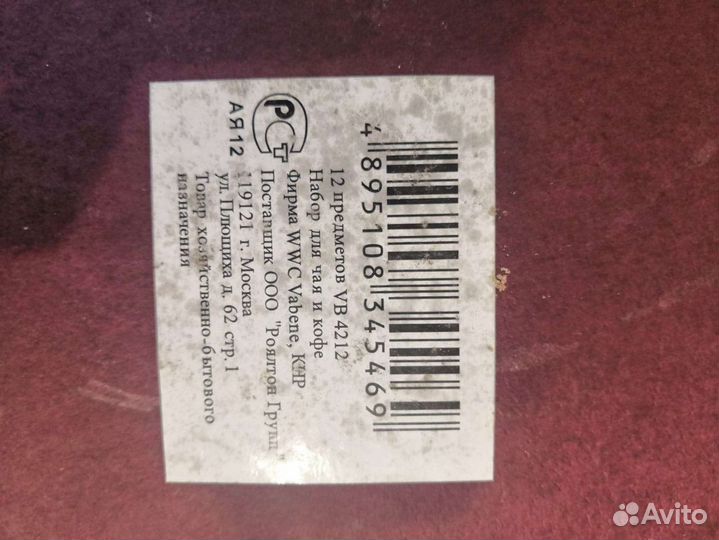 4 895108 345469
12 предметов VB 4212
Набор для чая и кофе
Фирма WWC Vabene, КНР
Поставщик ООО "Роялтон Групп"
119121 г. Москва
ул. Плющиха д. 62 стр.1
Товар хозяйственно-бытового
назначения
РСТ
АЯ12
Avito